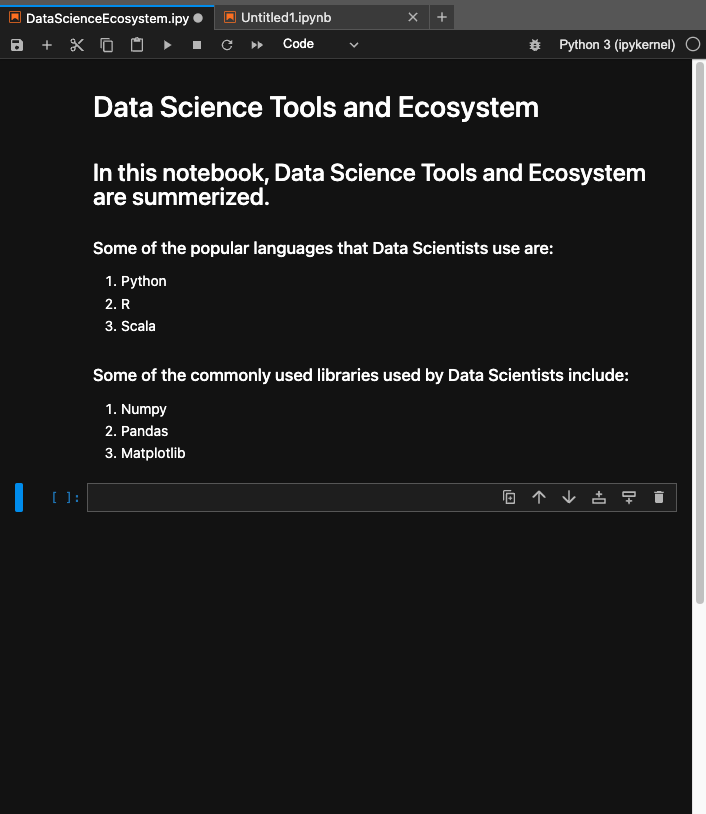 DataScienceEcosystem.ipy
Untitled1.ipynb
Code
Python 3 (ipykernel)
Data Science Tools and Ecosystem
In this notebook, Data Science Tools and Ecosystem
are summerized.
Some of the popular languages that Data Scientists use are:
1. Python
2. R
3. Scala
Some of the commonly used libraries used by Data Scientists include:
1. Numpy
2. Pandas
3. Matplotlib
[ ]: